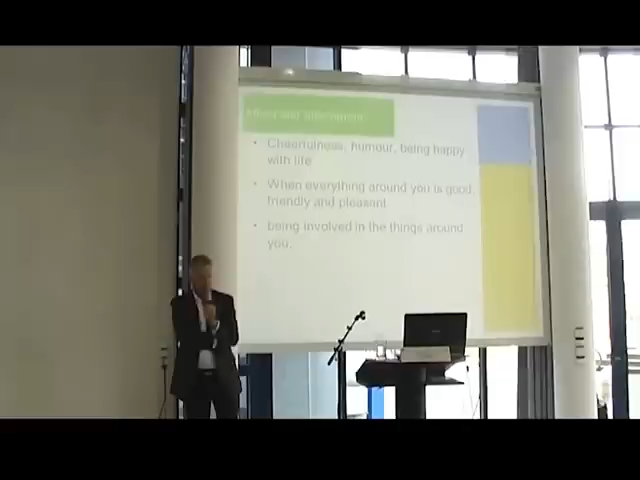 • Cheerfulness, humour, being happy
with life
• When everything around you is good,
friendly and pleasant
• being involved in the things around
you.